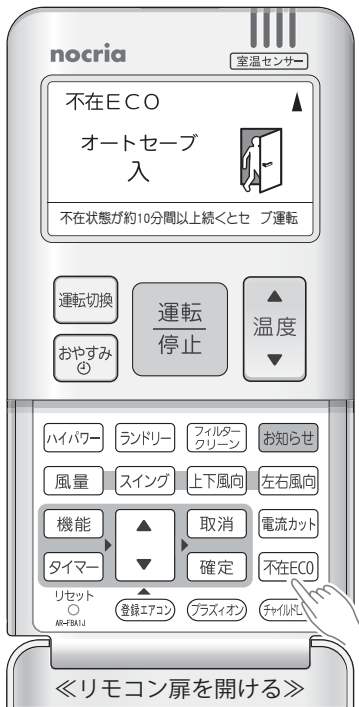 nocria
室温センサー
不在ECO
オートセーブ
入
不在状態が約10分間以上続くとセ ブ運転
運転切換
運転
停止
温度
おやすみ
ハイパワー
ランドリー
フィルター
クリーン
お知らせ
風量
スイング
上下風向
左右風向
機能
取消
電流カット
タイマー
確定
不在ECO
リセット
AR-FBA1J
登録エアコン
プラズィオン
チャイルドL
≪リモコン扉を開ける≫